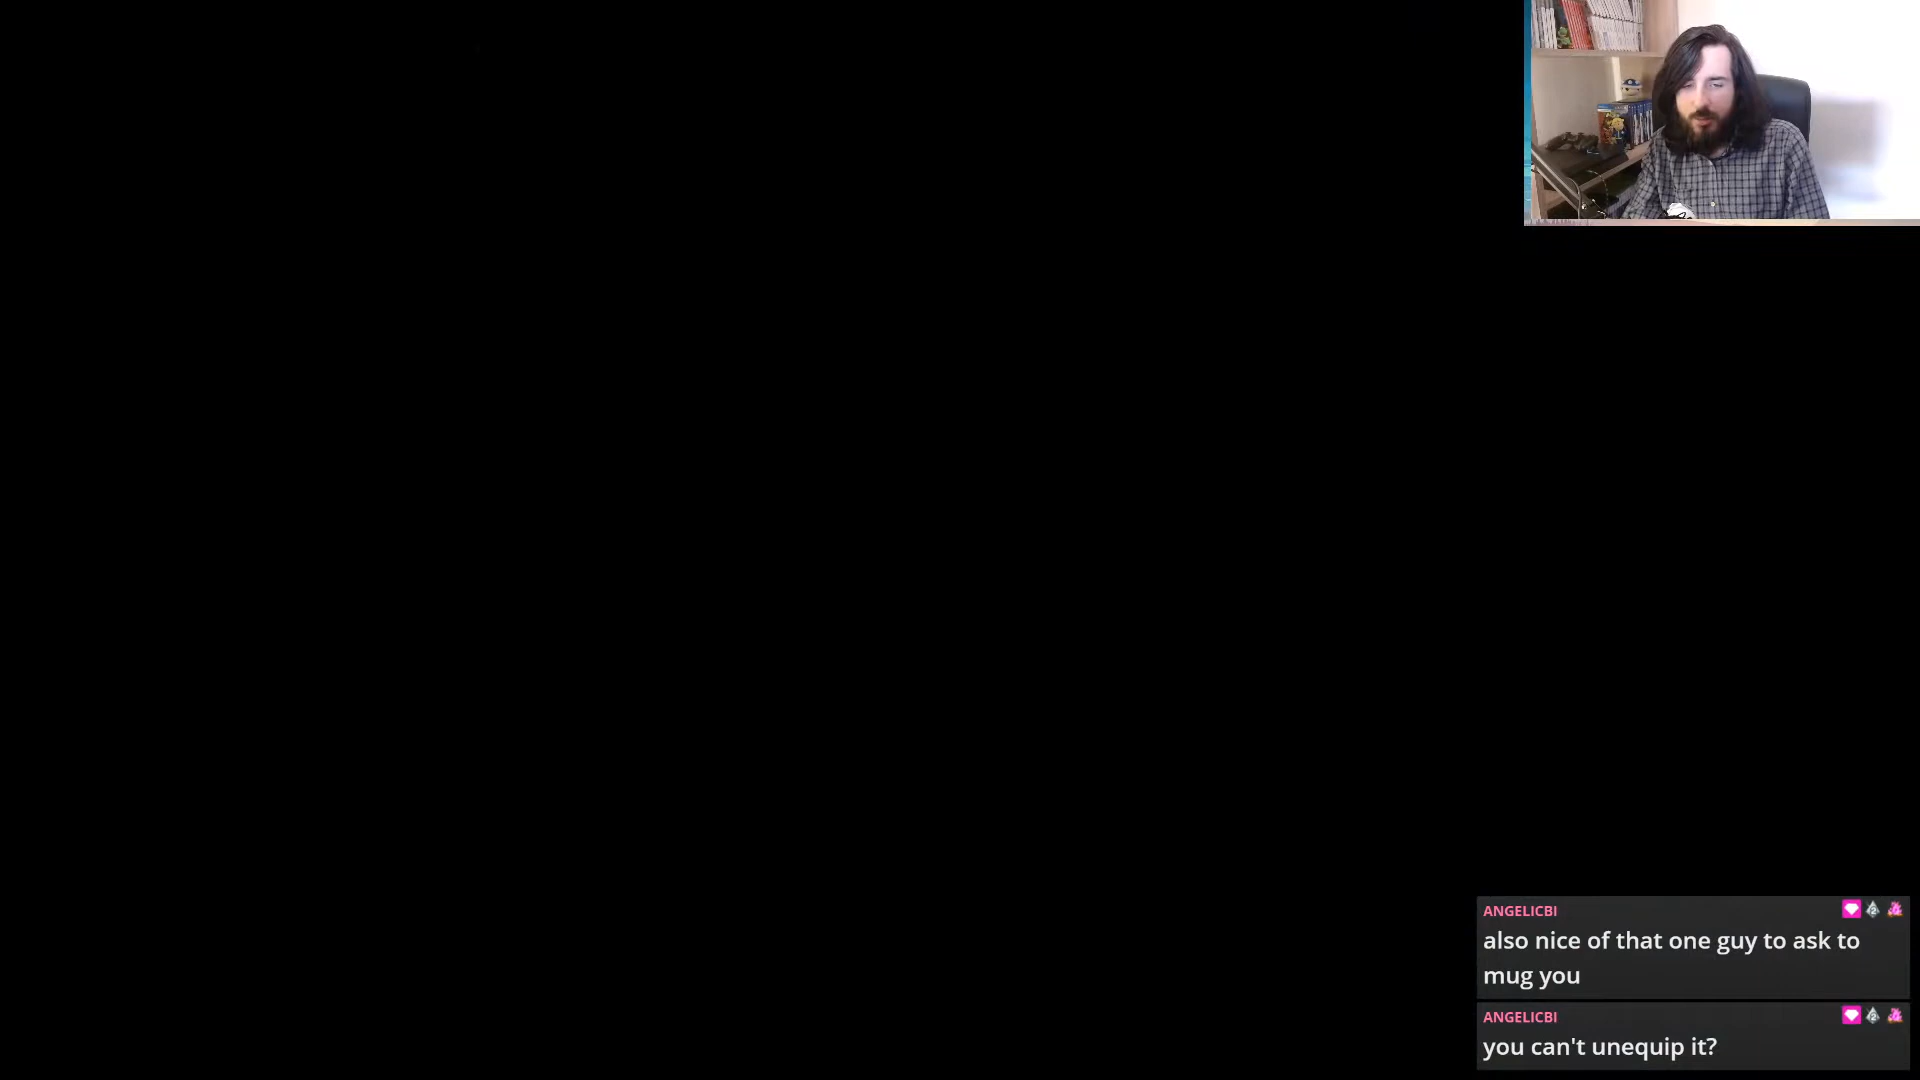 ANGELICBI
also nice of that one guy to ask to
mug you
ANGELICBI
you can't unequip it?